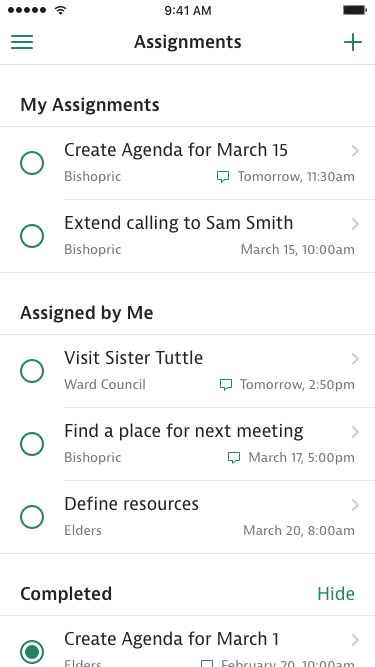 9:41 AM
Assignments
My Assignments
Create Agenda for March 15
Bishopric Tomorrow, 11:30am
Extend calling to Sam Smith
Bishopric March 15, 10:00am
Assigned by Me
Visit Sister Tuttle
Ward Council Tomorrow, 2:50pm
Find a place for next meeting
Bishopric March 17, 5:00pm
Define resources
Elders March 20, 8:00am
Completed Hide
Create Agenda for March 1
Elders February 20, 10:00am